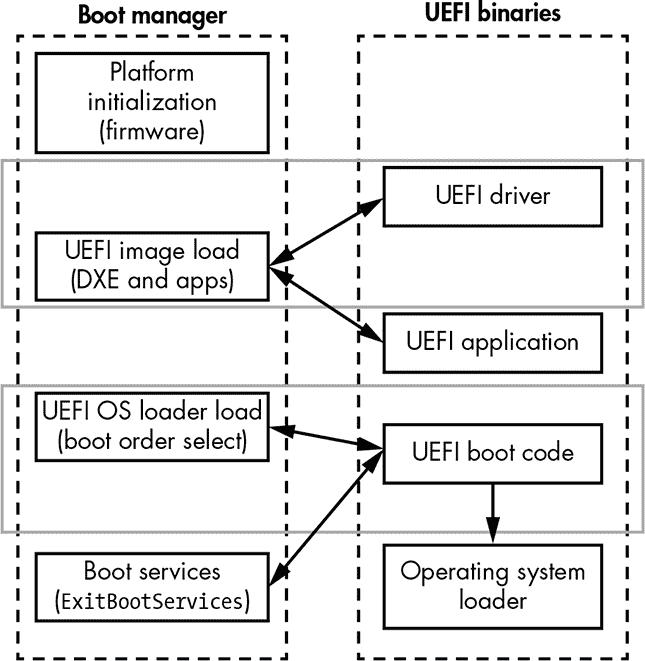 Boot manager
UEFI binaries
Platform
initialization
(firmware)
UEFI driver
UEFI image load
(DXE and apps)
UEFI application
UEFI OS loader load
(boot order select)
UEFI boot code
Boot services
(ExitBootServices)
Operating system
loader